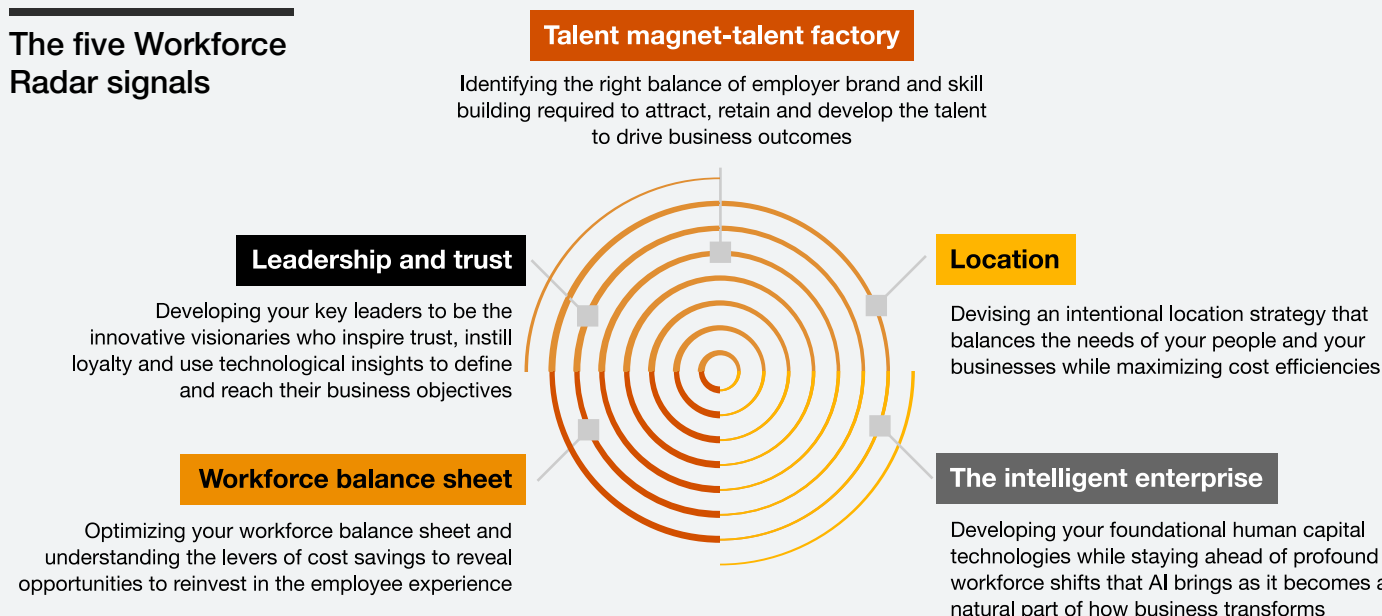 The five Workforce
Radar signals
Talent magnet-talent factory
Identifying the right balance of employer brand and skill
building required to attract, retain and develop the talent
to drive business outcomes
Leadership and trust
Developing your key leaders to be the
innovative visionaries who inspire trust, instill
loyalty and use technological insights to define
and reach their business objectives
Location
Devising an intentional location strategy that
balances the needs of your people and your
businesses while maximizing cost efficiencies
Workforce balance sheet
Optimizing your workforce balance sheet and
understanding the levers of cost savings to reveal
opportunities to reinvest in the employee experience
The intelligent enterprise
Developing your foundational human capital
technologies while staying ahead of profound
workforce shifts that AI brings as it becomes a
natural part of how business transforms